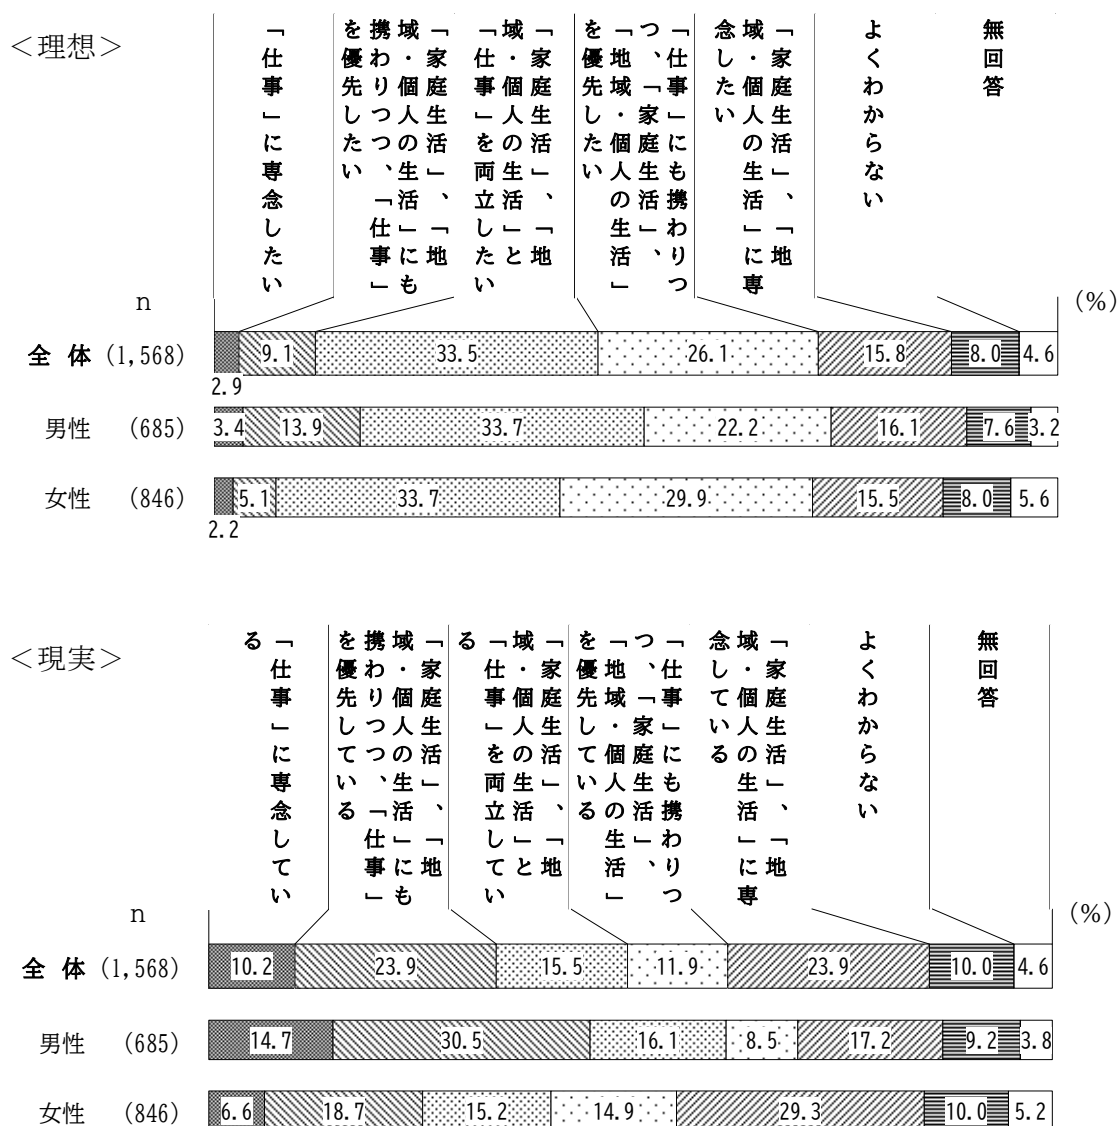 ＜理想＞
「仕事」に専念したい
「家庭生活」、「地
域・個人の生活」にも
携わりつつ、「仕事」
を優先したい
「家庭生活」、「地
域・個人の生活」と
「仕事」を両立したい
「仕事」にも携わりつ
つ、「家庭生活」、
「地域・個人の生活」
を優先したい
「家庭生活」、「地
域・個人の生活」に専
念したい
よくわからない
無回答
n
(%)
全 体 (1,568) 2.9 9.1 33.5 26.1 15.8 8.0 4.6
男性 (685) 3.4 13.9 33.7 22.2 16.1 7.6 3.2
女性 (846) 2.2 5.1 33.7 29.9 15.5 8.0 5.6
＜現実＞
「仕事」に専念してい
る
「家庭生活」、「地
域・個人の生活」にも
携わりつつ、「仕事」
を優先している
「家庭生活」、「地
域・個人の生活」と
「仕事」を両立してい
る
「仕事」にも携わりつ
つ、「家庭生活」、
「地域・個人の生活」
を優先している
「家庭生活」、「地
域・個人の生活」に専
念している
よくわからない
無回答
n
(%)
全 体 (1,568) 10.2 23.9 15.5 11.9 23.9 10.0 4.6
男性 (685) 14.7 30.5 16.1 8.5 17.2 9.2 3.8
女性 (846) 6.6 18.7 15.2 14.9 29.3 10.0 5.2